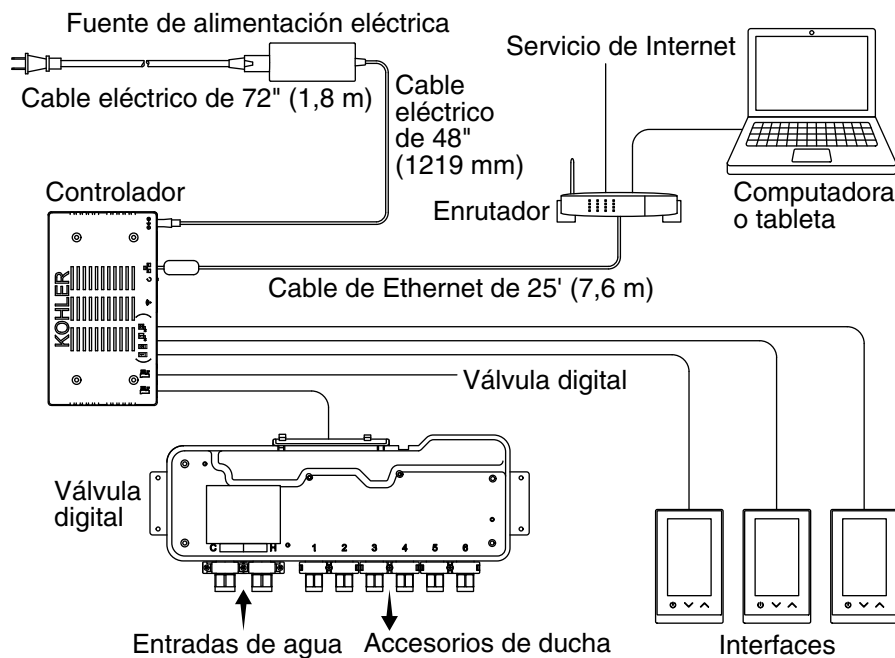 Fuente de alimentación eléctrica
Cable eléctrico de 72" (1,8 m)
Cable
eléctrico
de 48"
(1219 mm)
Servicio de Internet
Controlador
Enrutador
Computadora
o tableta
KOHLER
Cable de Ethernet de 25' (7,6 m)
Válvula digital
Válvula
digital
C H 1 2 3 4 5 6
Entradas de agua
Accesorios de ducha
Interfaces